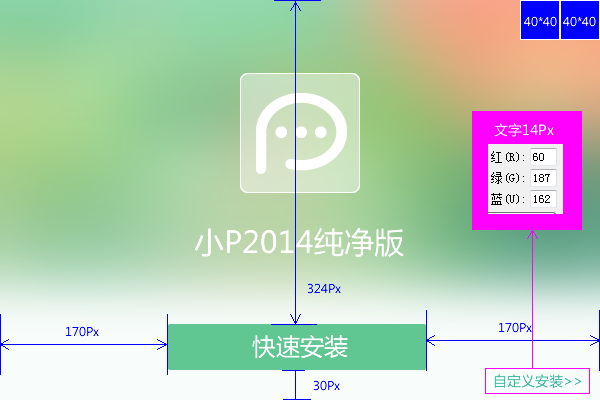 40*40 40*40
文字14Px
红(R): 60
绿(G): 187
蓝(U): 162
小P2014纯净版
324Px
170Px
170Px
快速安装
30Px
自定义安装>>